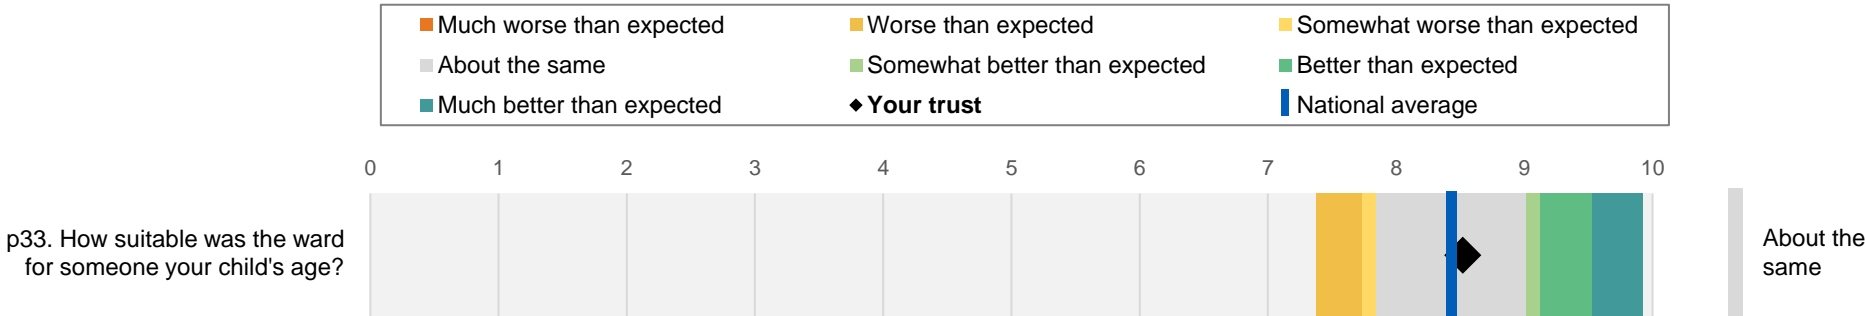 Much worse than expected
Worse than expected
Somewhat worse than expected
About the same
Somewhat better than expected
Better than expected
Much better than expected
Your trust
National average
0 1 2 3 4 5 6 7 8 9 10
p33. How suitable was the ward
for someone your child's age?
About the
same